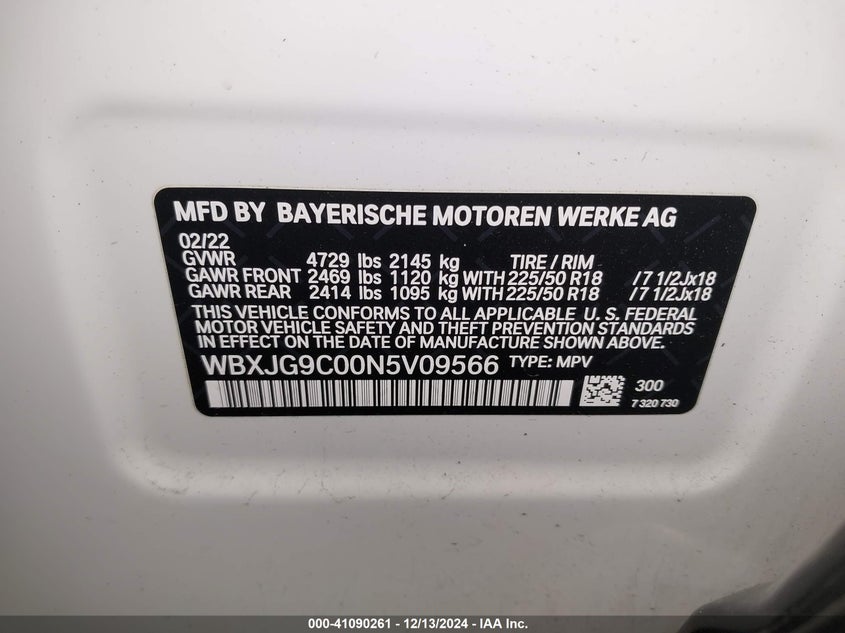 MFD BY BAYERISCHE MOTOREN WERKE AG
02/22
GVWR 4729 lbs 2145 kg TIRE / RIM
GAWR FRONT 2469 lbs 1120 kg WITH 225/50 R18 / 7 1/2Jx18
GAWR REAR 2414 lbs 1095 kg WITH 225/50 R18 / 7 1/2Jx18
THIS VEHICLE CONFORMS TO ALL APPLICABLE U. S. FEDERAL
MOTOR VEHICLE SAFETY AND THEFT PREVENTION STANDARDS
IN EFFECT ON THE DATE OF MANUFACTURE SHOWN ABOVE.
WBXJG9C00N5V09566 TYPE: MPV
300
7 320 730
000-41090261 - 12/13/2024 - IAA Inc.